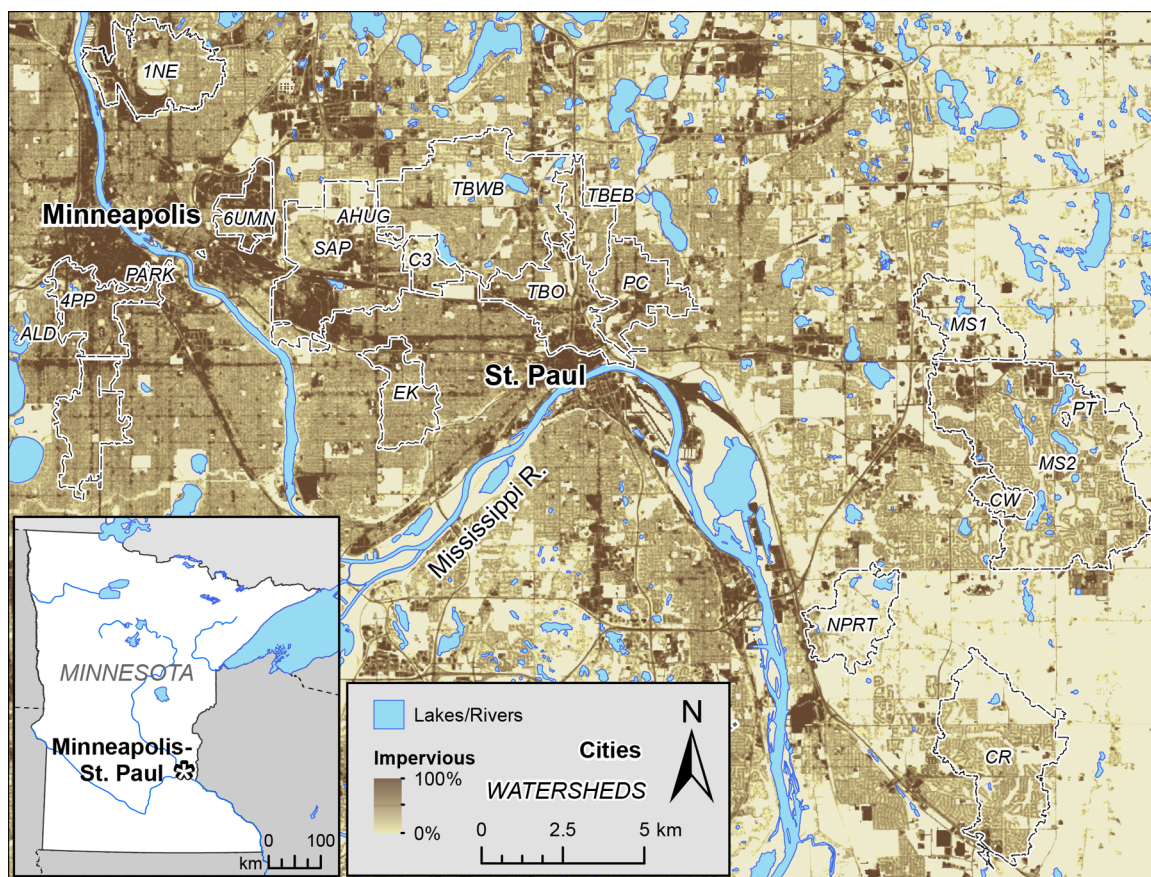 1NE
Minneapolis
6UMN
SAP
AHUG
TBWB
TBEB
C3
TBO
PC
PARK
4PP
ALD
EK
St. Paul
MS1
PT
MS2
CW
Mississippi R.
NPRT
CR
MINNESOTA
Minneapolis-
St. Paul *
0 100
km
Lakes/Rivers
Impervious
100%
0%
Cities
WATERSHEDS
N
0 2.5 5 km